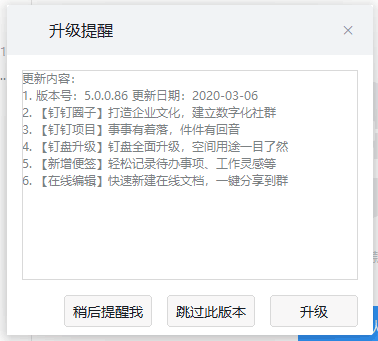 升级提醒
更新内容：
1. 版本号：5.0.0.86 更新日期：2020-03-06
2. 【钉钉圈子】打造企业文化，建立数字化社群
3. 【钉钉项目】事事有着落，件件有回音
4. 【钉盘升级】钉盘全面升级，空间用途一目了然
5. 【新增便签】轻松记录待办事项、工作灵感等
6. 【在线编辑】快速新建在线文档，一键分享到群
稍后提醒我
跳过此版本
升级